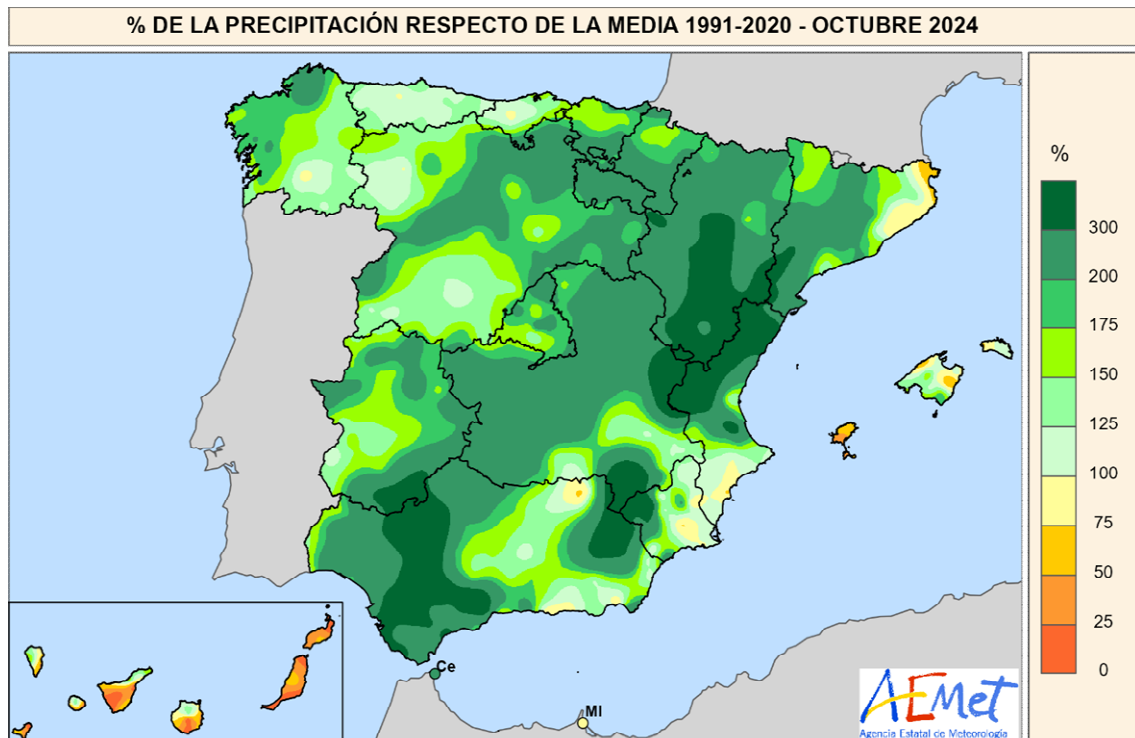 % DE LA PRECIPITACIÓN RESPECTO DE LA MEDIA 1991-2020 - OCTUBRE 2024
%
300
200
175
150
125
100
75
50
25
0
Ce
Ml
AEMet
Agencia Estatal de Meteorología